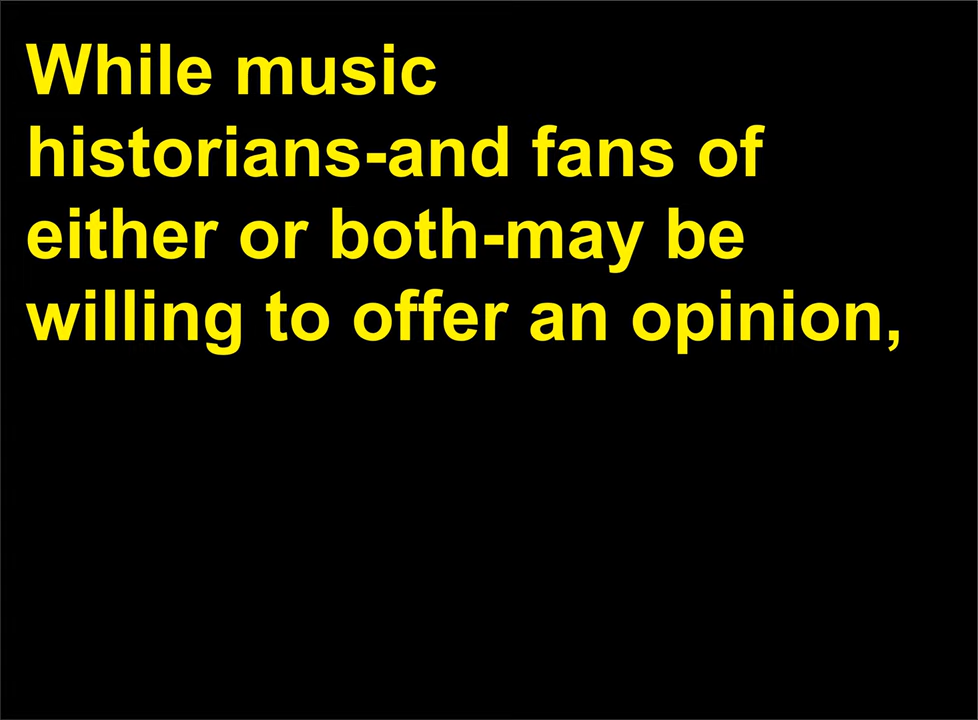 While music
historians-and fans of
either or both-may be
willing to offer an opinion,